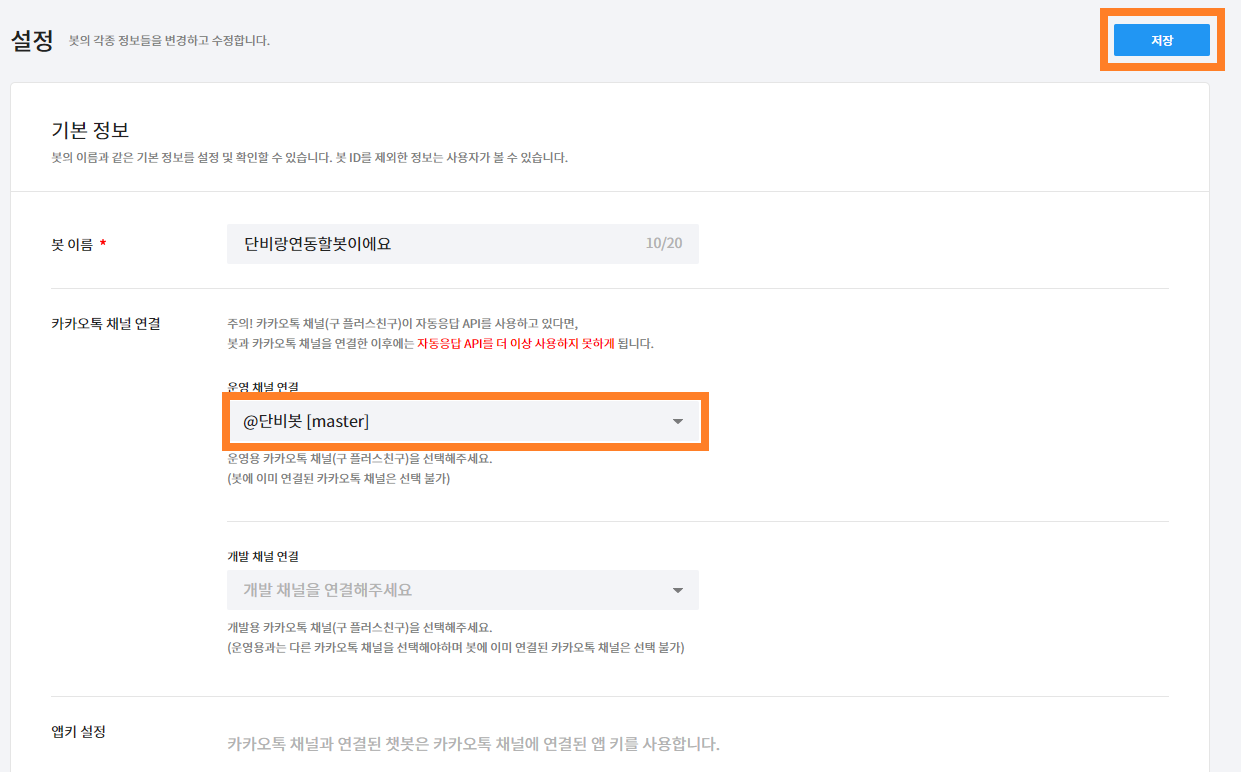 설정 봇의 각종 정보들을 변경하고 수정합니다. 저장
기본 정보
봇의 이름과 같은 기본 정보를 설정 및 확인할 수 있습니다. 봇 ID를 제외한 정보는 사용자가 볼 수 있습니다.
봇 이름 * 단비랑연동할봇이에요 10/20
카카오톡 채널 연결 주의! 카카오톡 채널(구 플러스친구)이 자동응답 API를 사용하고 있다면,
봇과 카카오톡 채널을 연결한 이후에는 자동응답 API를 더 이상 사용하지 못하게 됩니다.
운영 채널 연결
@단비봇 [master]
운영용 카카오톡 채널(구 플러스친구)을 선택해주세요.
(봇에 이미 연결된 카카오톡 채널은 선택 불가)
개발 채널 연결
개발 채널을 연결해주세요
개발용 카카오톡 채널(구 플러스친구)을 선택해주세요.
(운영용과는 다른 카카오톡 채널을 선택해야하며 봇에 이미 연결된 카카오톡 채널은 선택 불가)
앱키 설정 카카오톡 채널과 연결된 챗봇은 카카오톡 채널에 연결된 앱 키를 사용합니다.